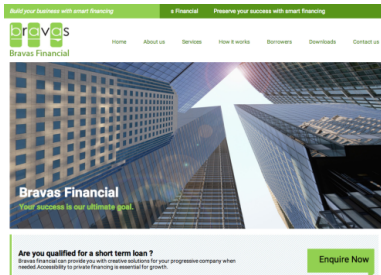 Build your business with smart financing
s Financial Preserve your success with smart financing
bravas
Bravas Financial
Home About us Services How it works Borrowers Downloads Contact us
Bravas Financial
Your success is our ultimate goal.
Are you qualified for a short term loan ?
Bravas financial can provide you with creative solutions for your progressive company when
needed.Accessibility to private financing is essential for growth.
Enquire Now